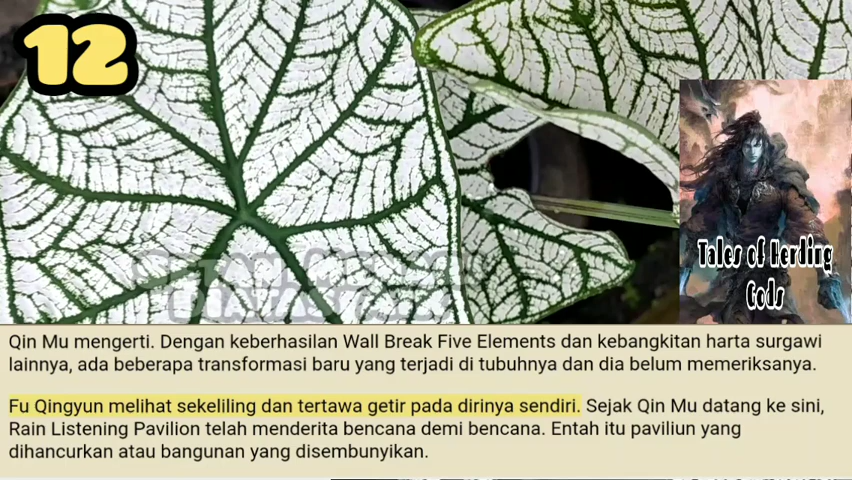 12
Tales of Herding
Gods
Qin Mu mengerti. Dengan keberhasilan Wall Break Five Elements dan kebangkitan harta surgawi
lainnya, ada beberapa transformasi baru yang terjadi di tubuhnya dan dia belum memeriksanya.
Fu Qingyun melihat sekeliling dan tertawa getir pada dirinya sendiri. Sejak Qin Mu datang ke sini,
Rain Listening Pavilion telah menderita bencana demi bencana. Entah itu paviliun yang
dihancurkan atau bangunan yang disembunyikan.